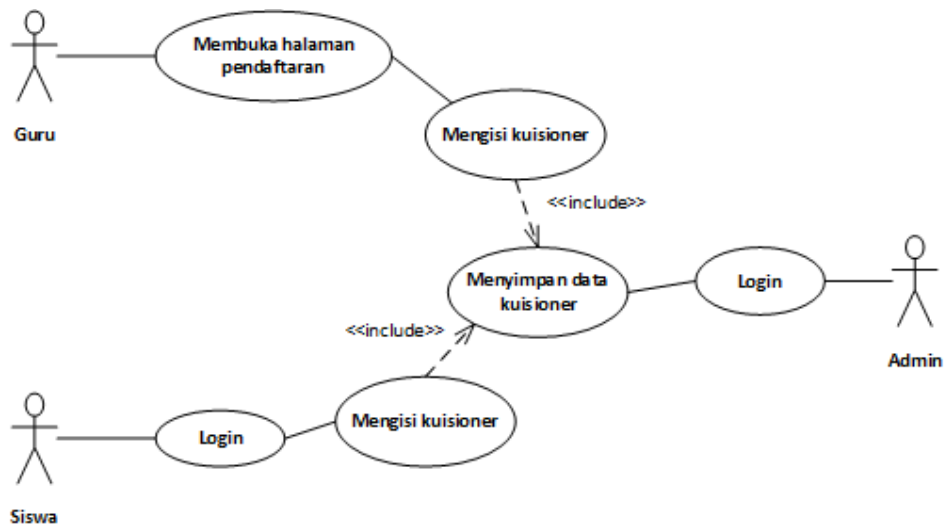 Membuka halaman
pendaftaran
Guru
Mengisi kuisioner
<<include>>
Menyimpan data
kuisioner
Login
<<include>>
Admin
Mengisi kuisioner
Login
Siswa